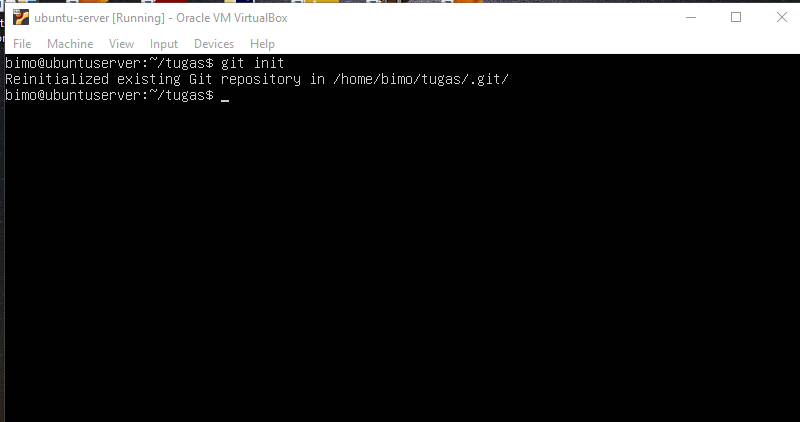 ubuntu-server [Running] - Oracle VM VirtualBox
File Machine View Input Devices Help
bimo@ubuntuserver:~/tugas$ git init
Reinitialized existing Git repository in /home/bimo/tugas/.git/
bimo@ubuntuserver:~/tugas$ _